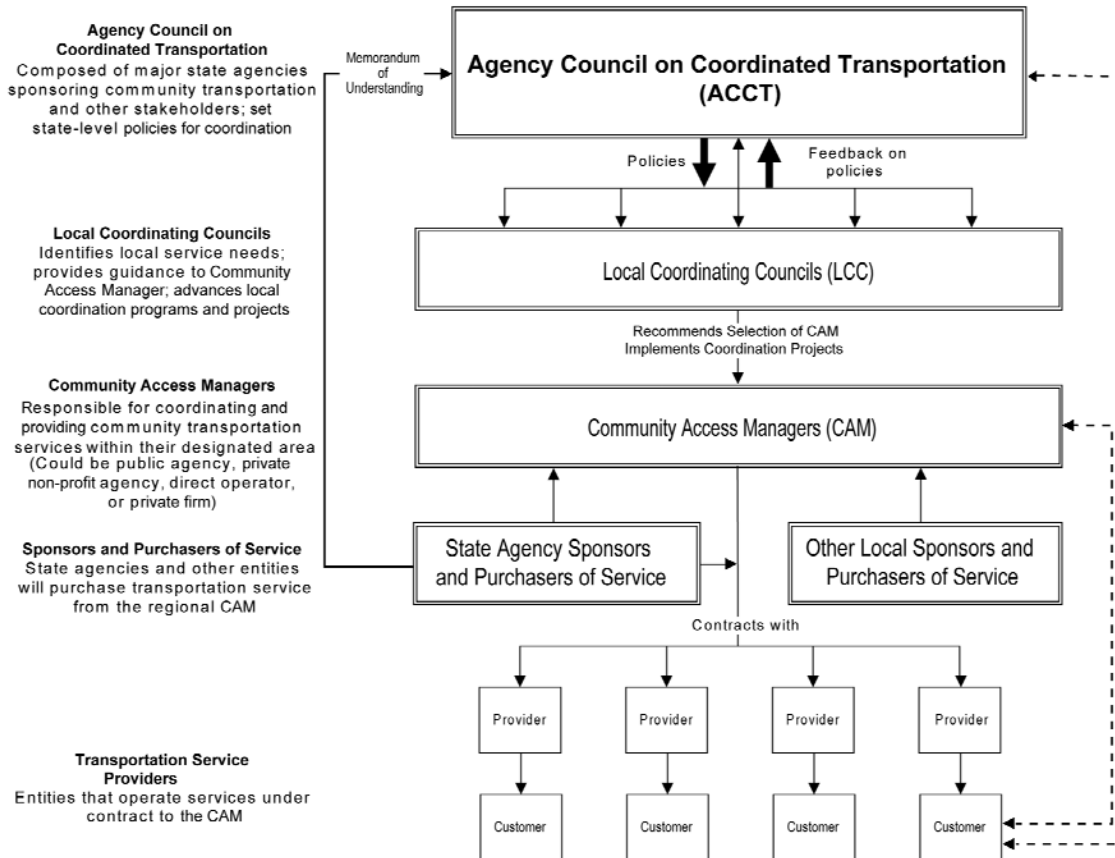 Agency Council on
Coordinated Transportation
Composed of major state agencies
sponsoring community transportation
and other stakeholders; set
state-level policies for coordination
Memorandum
of
Understanding
Agency Council on Coordinated Transportation
(ACCT)
Policies
Feedback on
policies
Local Coordinating Councils
Identifies local service needs;
provides guidance to Community
Access Manager; advances local
coordination programs and projects
Local Coordinating Councils (LCC)
Recommends Selection of CAM
Implements Coordination Projects
Community Access Managers
Responsible for coordinating and
providing community transportation
services within their designated area
(Could be public agency, private
non-profit agency, direct operator,
or private firm)
Community Access Managers (CAM)
Sponsors and Purchasers of Service
State agencies and other entities
will purchase transportation service
from the regional CAM
State Agency Sponsors
and Purchasers of Service
Other Local Sponsors and
Purchasers of Service
Contracts with
Provider
Provider
Provider
Provider
Transportation Service
Providers
Entities that operate services under
contract to the CAM
Customer
Customer
Customer
Customer